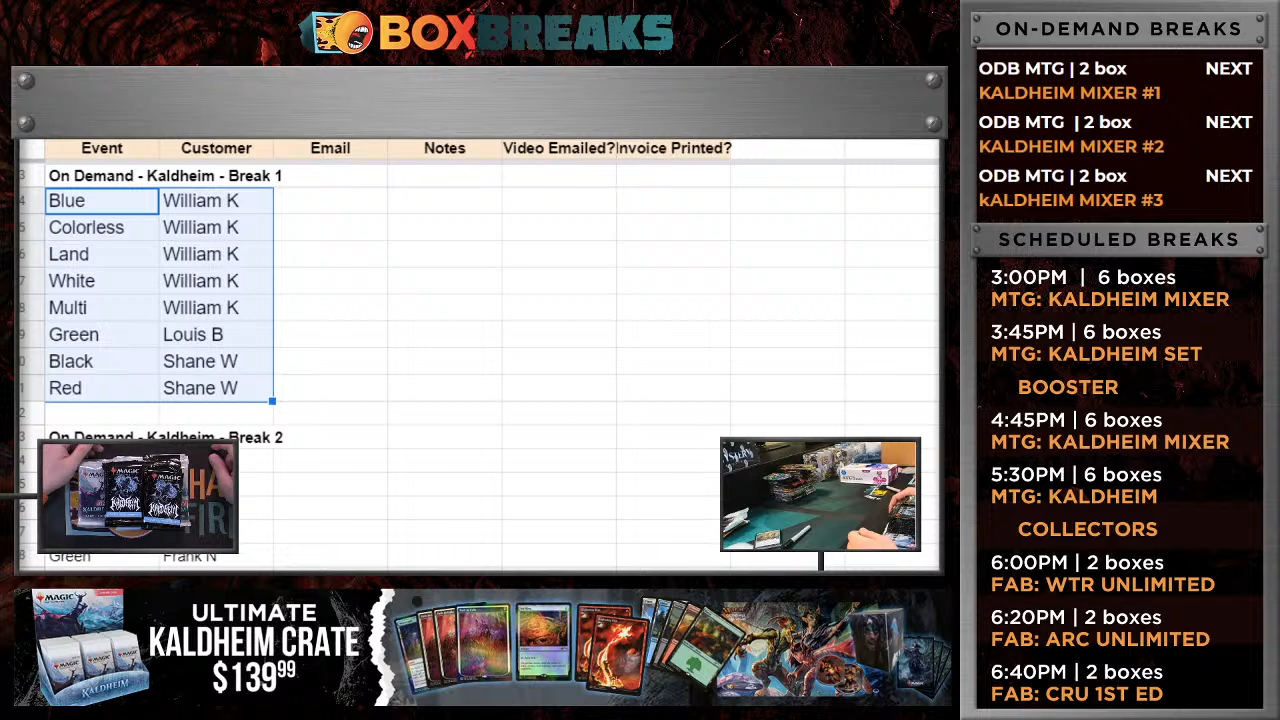 BOXBREAKS
Event Customer Email Notes Video Emailed? Invoice Printed?
On Demand - Kaldheim - Break 1
Blue William K
Colorless William K
Land William K
White William K
Multi William K
Green Louis B
Black Shane W
Red Shane W
On Demand - Kaldheim - Break 2
Green Frank N
MAGIC MAGIC
KALDHEIM KALDHEIM
ULTIMATE
KALDHEIM CRATE
$139.99
MAGIC
KALDHEIM
ON-DEMAND BREAKS
ODB MTG | 2 box NEXT
KALDHEIM MIXER #1
ODB MTG | 2 box NEXT
KALDHEIM MIXER #2
ODB MTG | 2 box NEXT
kALDHEIM MIXER #3
SCHEDULED BREAKS
3:00PM | 6 boxes
MTG: KALDHEIM MIXER
3:45PM | 6 boxes
MTG: KALDHEIM SET
BOOSTER
4:45PM | 6 boxes
MTG: KALDHEIM MIXER
5:30PM | 6 boxes
MTG: KALDHEIM
COLLECTORS
6:00PM | 2 boxes
FAB: WTR UNLIMITED
6:20PM | 2 boxes
FAB: ARC UNLIMITED
6:40PM | 2 boxes
FAB: CRU 1ST ED